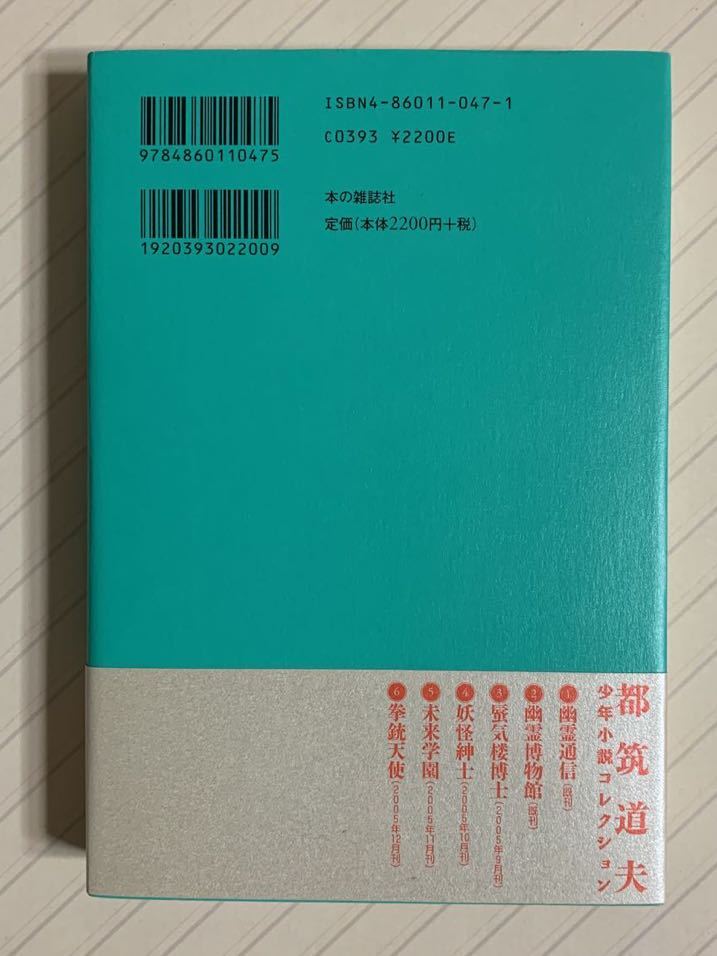 ISBN4-86011-047-1
C0393 ¥2200E
9784860110475
1920393022009
本の雑誌社
定価(本体2200円+税)
都筑道夫
少年小説コレクション
1 幽霊通信(既刊)
2 幽霊博物館(既刊)
3 蜃気楼博士(2005年9月刊)
4 妖怪紳士(2005年10月刊)
5 未来学園(2005年11月刊)
6 拳銃天使(2005年12月刊)